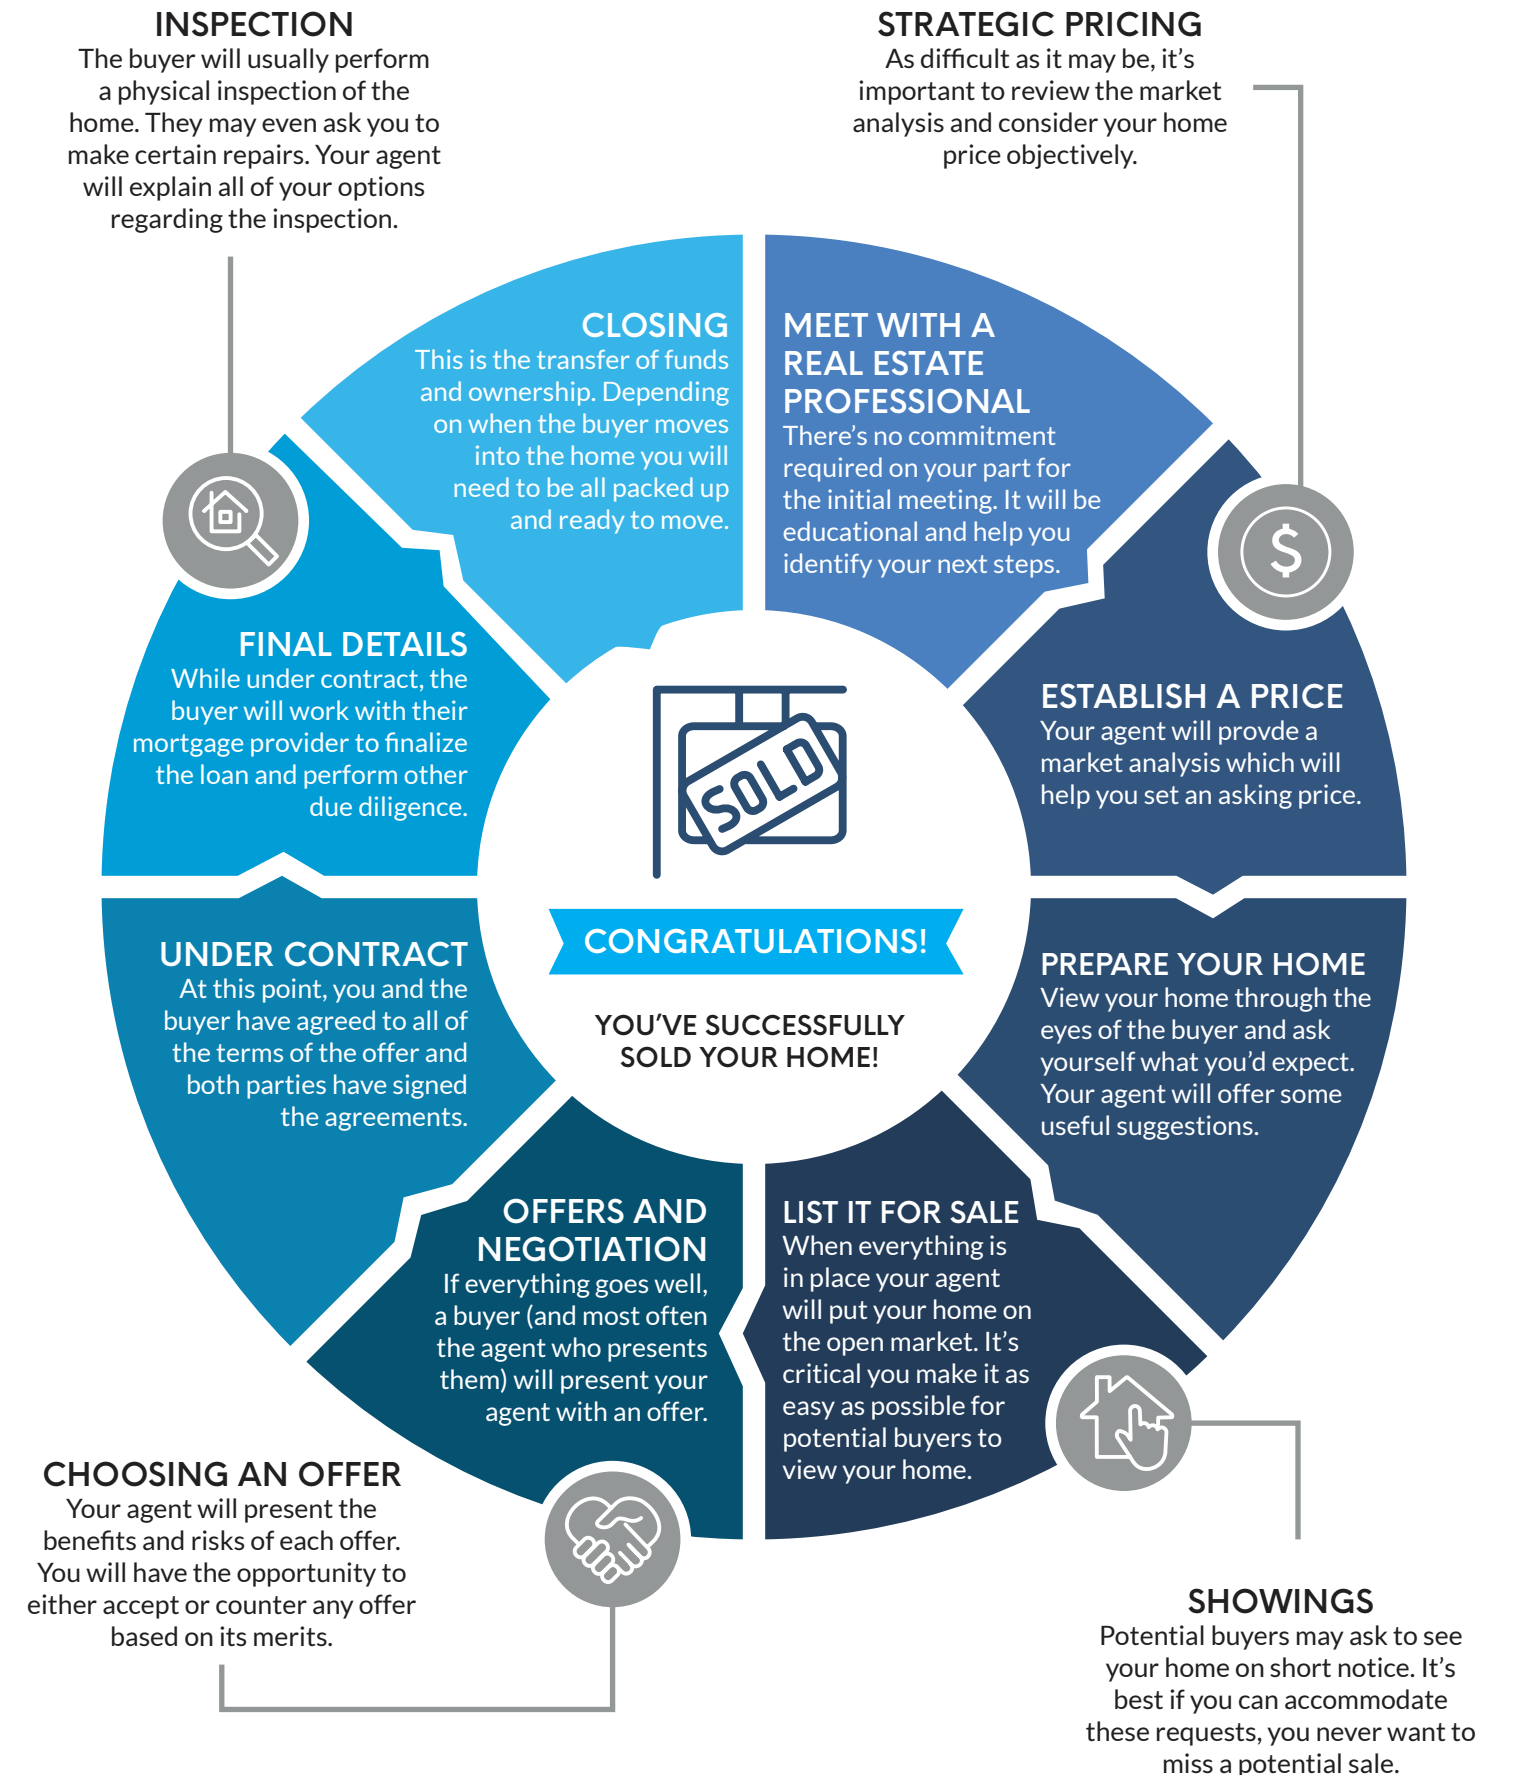 INSPECTION
The buyer will usually perform
a physical inspection of the
home. They may even ask you to
make certain repairs. Your agent
will explain all of your options
regarding the inspection.
STRATEGIC PRICING
As difficult as it may be, it’s
important to review the market
analysis and consider your home
price objectively.
CLOSING
This is the transfer of funds
and ownership. Depending
on when the buyer moves
into the home you will
need to be all packed up
and ready to move.
MEET WITH A
REAL ESTATE
PROFESSIONAL
There’s no commitment
required on your part for
the initial meeting. It will be
educational and help you
identify your next steps.
$
FINAL DETAILS
While under contract, the
buyer will work with their
mortgage provider to finalize
the loan and perform other
due diligence.
ESTABLISH A PRICE
Your agent will provde a
market analysis which will
help you set an asking price.
SOLD
CONGRATULATIONS!
YOU’VE SUCCESSFULLY
SOLD YOUR HOME!
UNDER CONTRACT
At this point, you and the
buyer have agreed to all of
the terms of the offer and
both parties have signed
the agreements.
PREPARE YOUR HOME
View your home through the
eyes of the buyer and ask
yourself what you’d expect.
Your agent will offer some
useful suggestions.
OFFERS AND
NEGOTIATION
If everything goes well,
a buyer (and most often
the agent who presents
them) will present your
agent with an offer.
LIST IT FOR SALE
When everything is
in place your agent
will put your home on
the open market. It’s
critical you make it as
easy as possible for
potential buyers to
view your home.
CHOOSING AN OFFER
Your agent will present the
benefits and risks of each offer.
You will have the opportunity to
either accept or counter any offer
based on its merits.
SHOWINGS
Potential buyers may ask to see
your home on short notice. It’s
best if you can accommodate
these requests, you never want to
miss a potential sale.